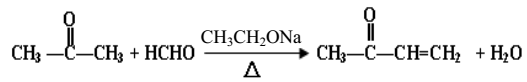 O O
CH₃CH₂ONa
CH₃—C—CH₃ + HCHO → CH₃—C—CH=CH₂ + H₂O
Δ